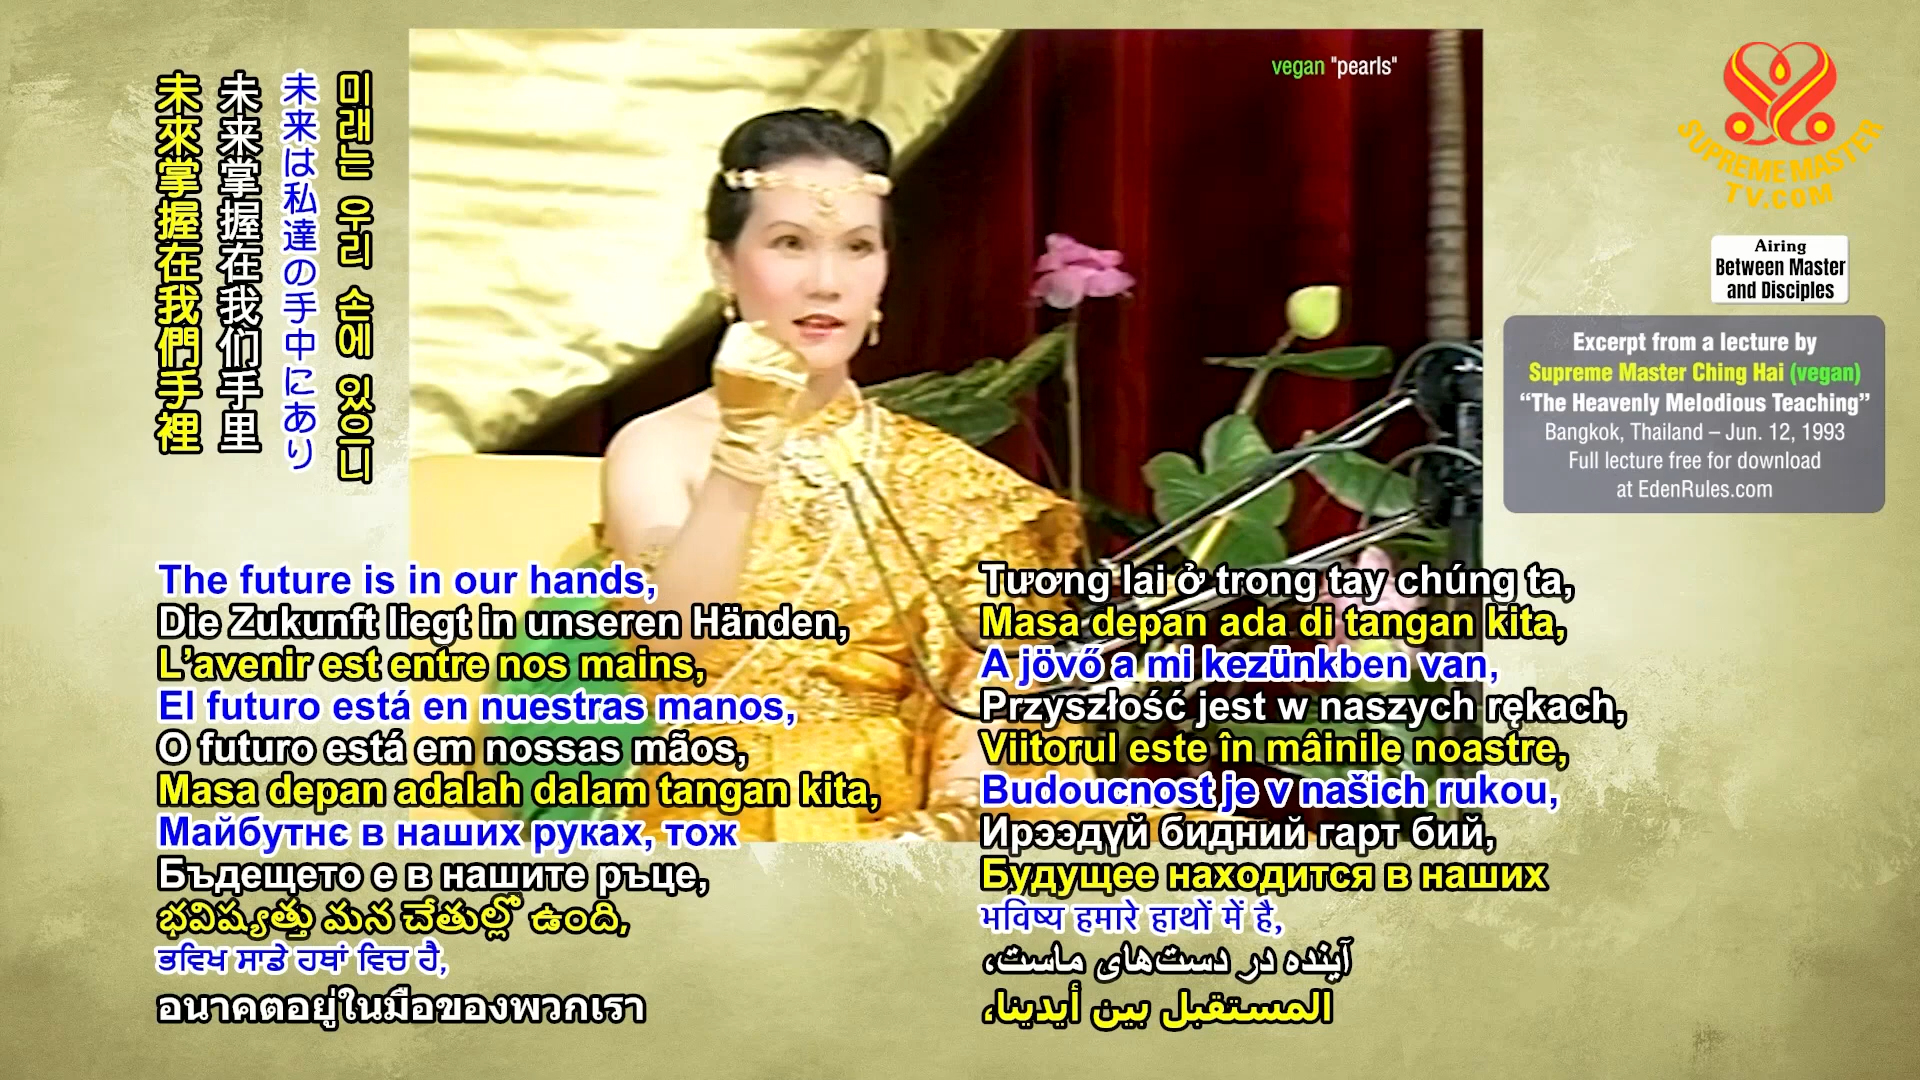 未來掌握在我們手裡
未来掌握在我们手里
未来は私達の手中にあり
미래는 우리 손에 있으니
vegan "pearls"
SUPREME MASTER
TV.COM
Airing
Between Master
and Disciples
Excerpt from a lecture by
Supreme Master Ching Hai (vegan)
“The Heavenly Melodious Teaching”
Bangkok, Thailand – Jun. 12, 1993
Full lecture free for download
at EdenRules.com
The future is in our hands,
Die Zukunft liegt in unseren Händen,
L’avenir est entre nos mains,
El futuro está en nuestras manos,
O futuro está em nossas mãos,
Masa depan adalah dalam tangan kita,
Майбутнє в наших руках, тож
Бъдещето е в нашите ръце,
భవిష్యత్తు మన చేతుల్లో ఉంది,
ਭਵਿਖ ਸਾਡੇ ਹਥਾਂ ਵਿਚ ਹੈ,
อนาคตอยู่ในมือของพวกเรา
Tương lai ở trong tay chúng ta,
Masa depan ada di tangan kita,
A jövő a mi kezünkben van,
Przyszłość jest w naszych rękach,
Viitorul este în mâinile noastre,
Budoucnost je v našich rukou,
Ирээдүй бидний гарт бий,
Будущее находится в наших
भविष्य हमारे हाथों में है,
آینده در دست‌های ماست،
المستقبل بين أيدينا،